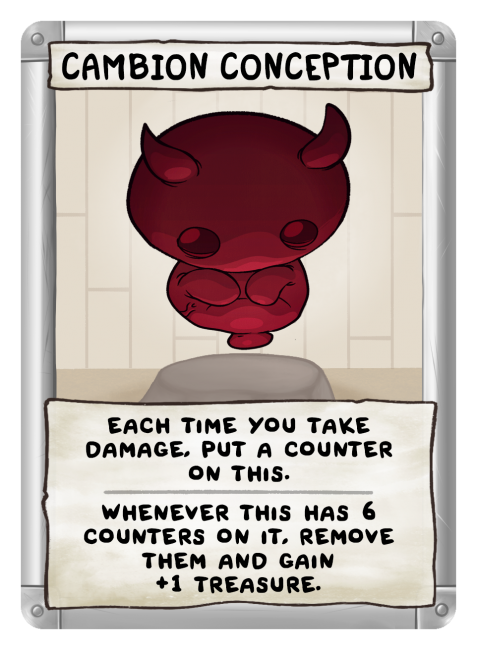 CAMBION CONCEPTION
EACH TIME YOU TAKE
DAMAGE, PUT A COUNTER
ON THIS.
WHENEVER THIS HAS 6
COUNTERS ON IT, REMOVE
THEM AND GAIN
+1 TREASURE.